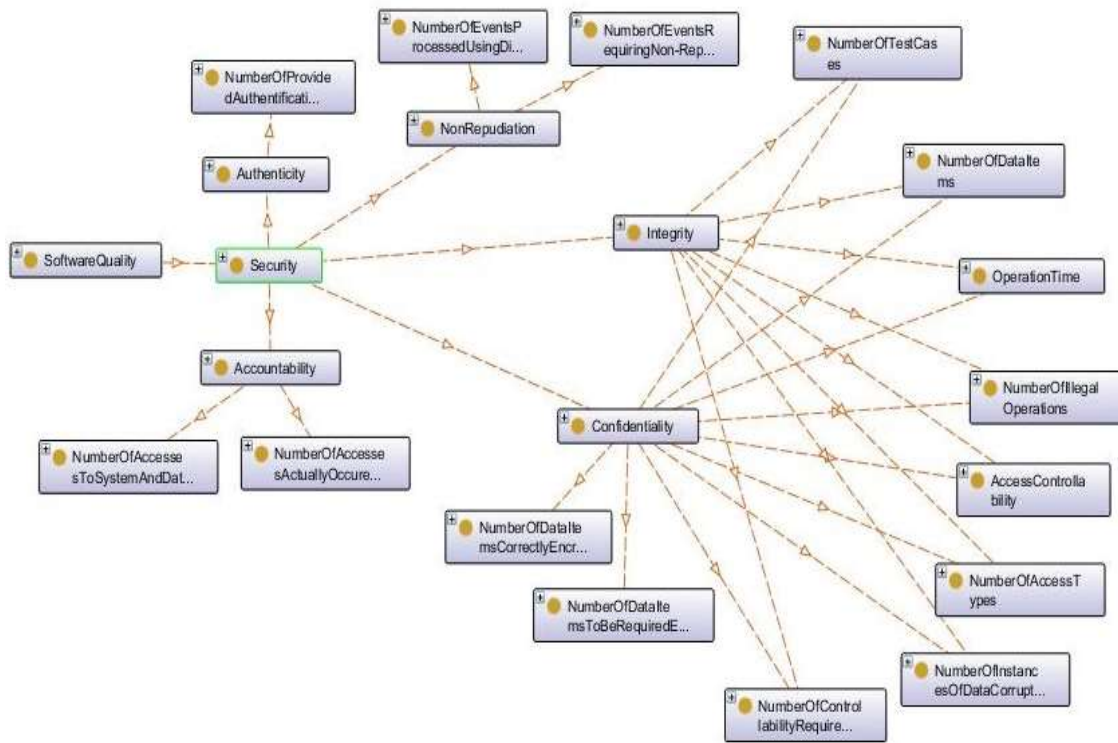 NumberOfEventsP
rocessedUsingDi...
NumberOfEventsR
equiringNon-Rep...
NumberOfTestCas
es
NumberOfProvide
dAuthentificati...
NonRepudiation
Authenticity
NumberOfDataIte
ms
Integrity
SoftwareQuality
Security
OperationTime
Accountability
NumberOfIllegal
Operations
Confidentiality
NumberOfAccesse
sToSystemAndDat...
NumberOfAccesse
sActuallyOccure...
AccessControlla
bility
NumberOfDataIte
msCorrectlyEncr...
NumberOfAccessT
ypes
NumberOfDataIte
msToBeRequiredE...
NumberOfInstanc
esOfDataCorrupt...
NumberOfControl
labilityRequire...